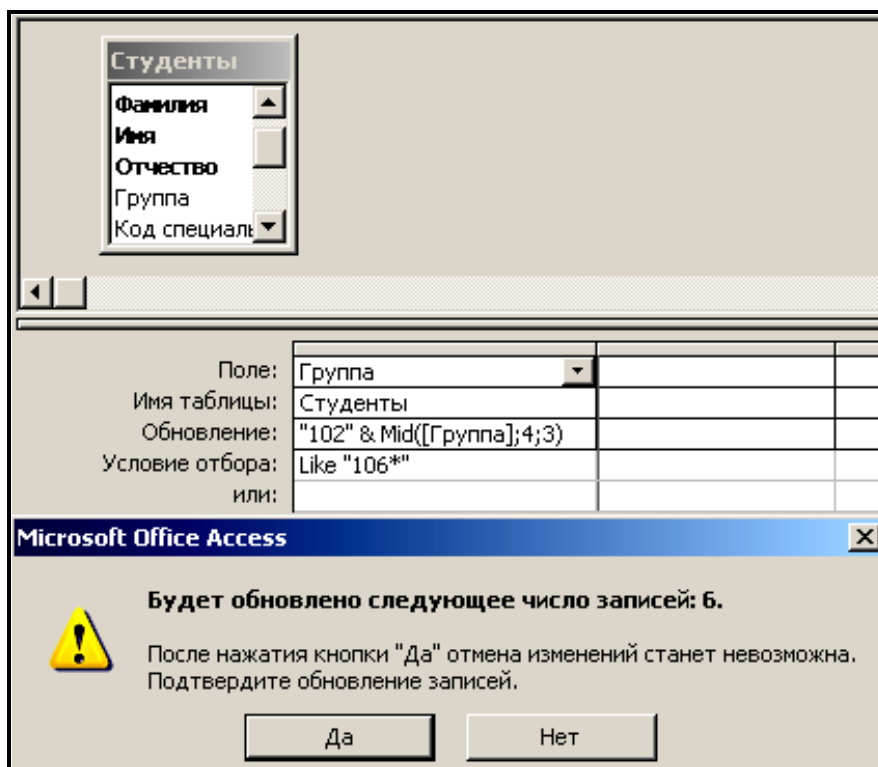 Студенты
Фамилия
Имя
Отчество
Группа
Код специаль
Поле: Группа
Имя таблицы: Студенты
Обновление: "102" & Mid([Группа];4;3)
Условие отбора: Like "106*"
или:
Microsoft Office Access
Будет обновлено следующее число записей: 6.
После нажатия кнопки "Да" отмена изменений станет невозможна.
Подтвердите обновление записей.
Да Нет